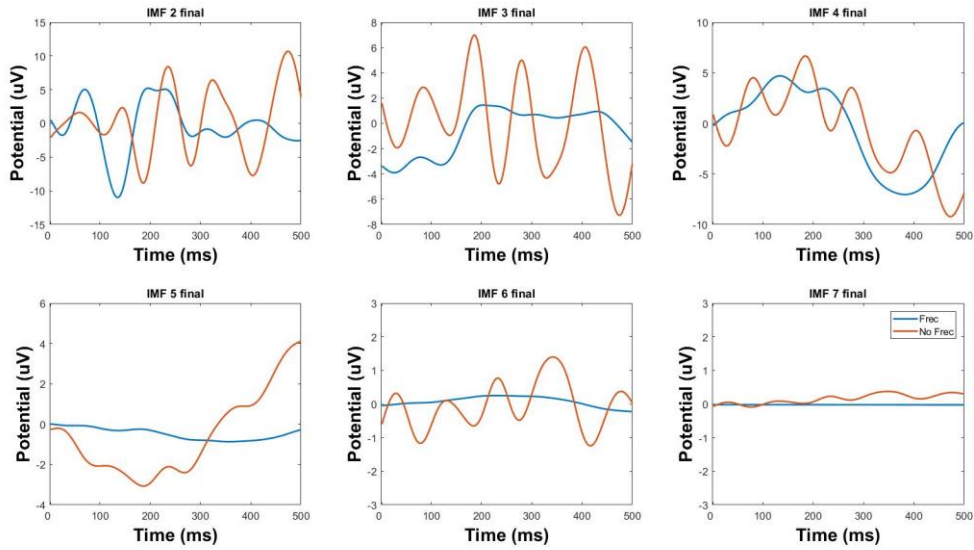 IMF 2 final
15
10
5
0
-5
-10
-15
Potential (uV)
0 100 200 300 400 500
Time (ms)
IMF 3 final
8
6
4
2
0
-2
-4
-6
-8
Potential (uV)
0 100 200 300 400 500
Time (ms)
IMF 4 final
10
5
0
-5
-10
Potential (uV)
0 100 200 300 400 500
Time (ms)
IMF 5 final
6
4
2
0
-2
-4
Potential (uV)
0 100 200 300 400 500
Time (ms)
IMF 6 final
3
2
1
0
-1
-2
-3
Potential (uV)
0 100 200 300 400 500
Time (ms)
IMF 7 final
3
2
1
0
-1
-2
-3
Potential (uV)
Frec
No Frec
0 100 200 300 400 500
Time (ms)